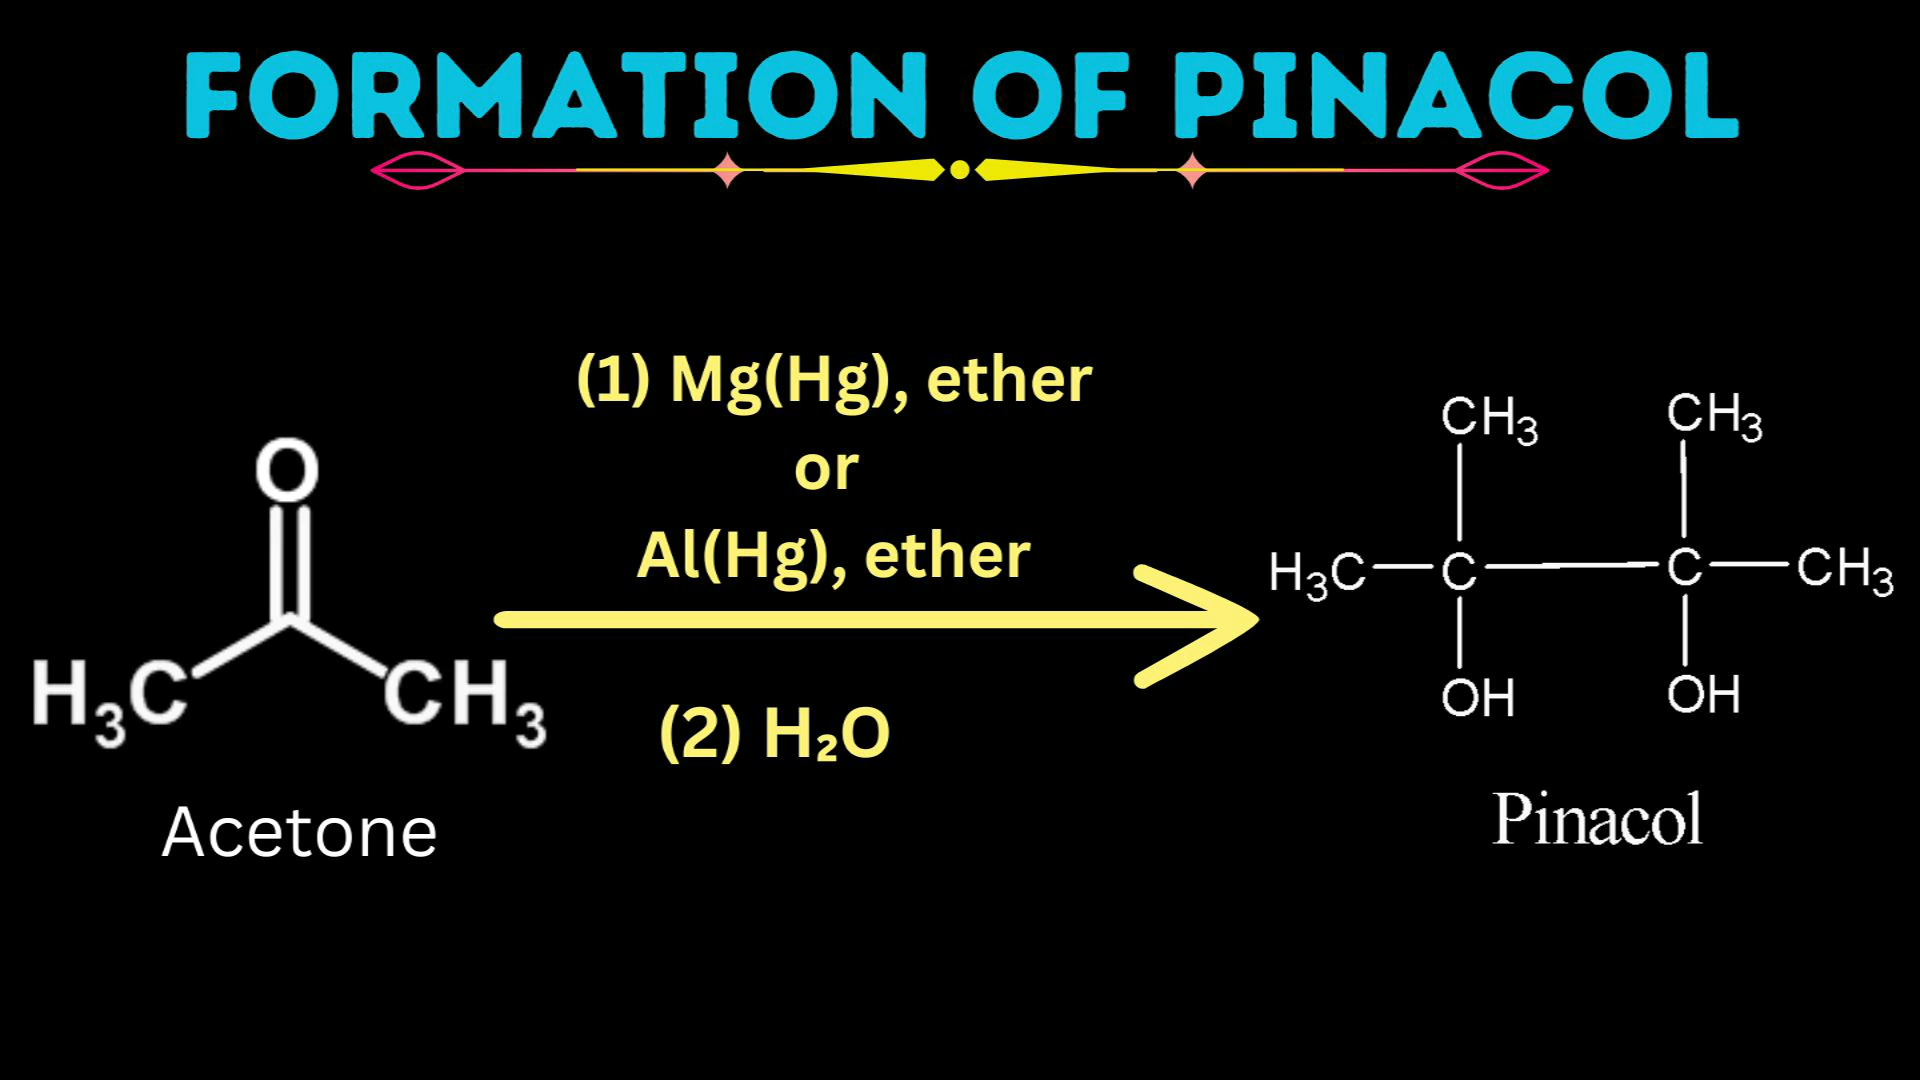 FORMATION OF PINACOL
(1) Mg(Hg), ether
or
Al(Hg), ether
(2) H₂O
O
H₃C CH₃
Acetone
CH₃ CH₃
H₃C C C CH₃
OH OH
Pinacol